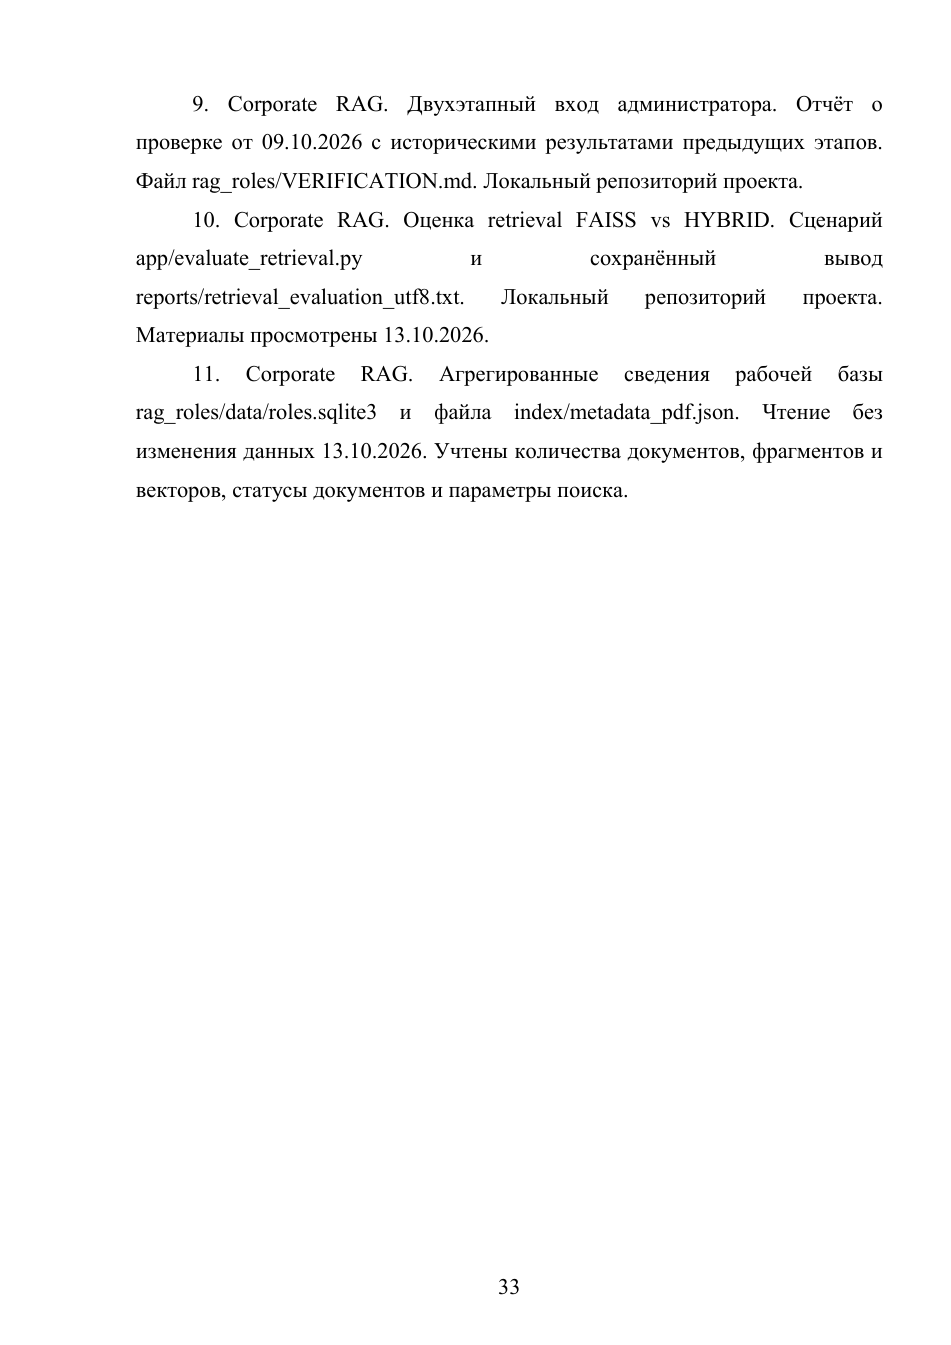 9. Corporate RAG. Двухэтапный вход администратора. Отчёт о
проверке от 09.10.2026 с историческими результатами предыдущих этапов.
Файл rag_roles/VERIFICATION.md. Локальный репозиторий проекта.
10. Corporate RAG. Оценка retrieval FAISS vs HYBRID. Сценарий
app/evaluate_retrieval.py и сохранённый вывод
reports/retrieval_evaluation_utf8.txt. Локальный репозиторий проекта.
Материалы просмотрены 13.10.2026.
11. Corporate RAG. Агрегированные сведения рабочей базы
rag_roles/data/roles.sqlite3 и файла index/metadata_pdf.json. Чтение без
изменения данных 13.10.2026. Учтены количества документов, фрагментов и
векторов, статусы документов и параметры поиска.
33